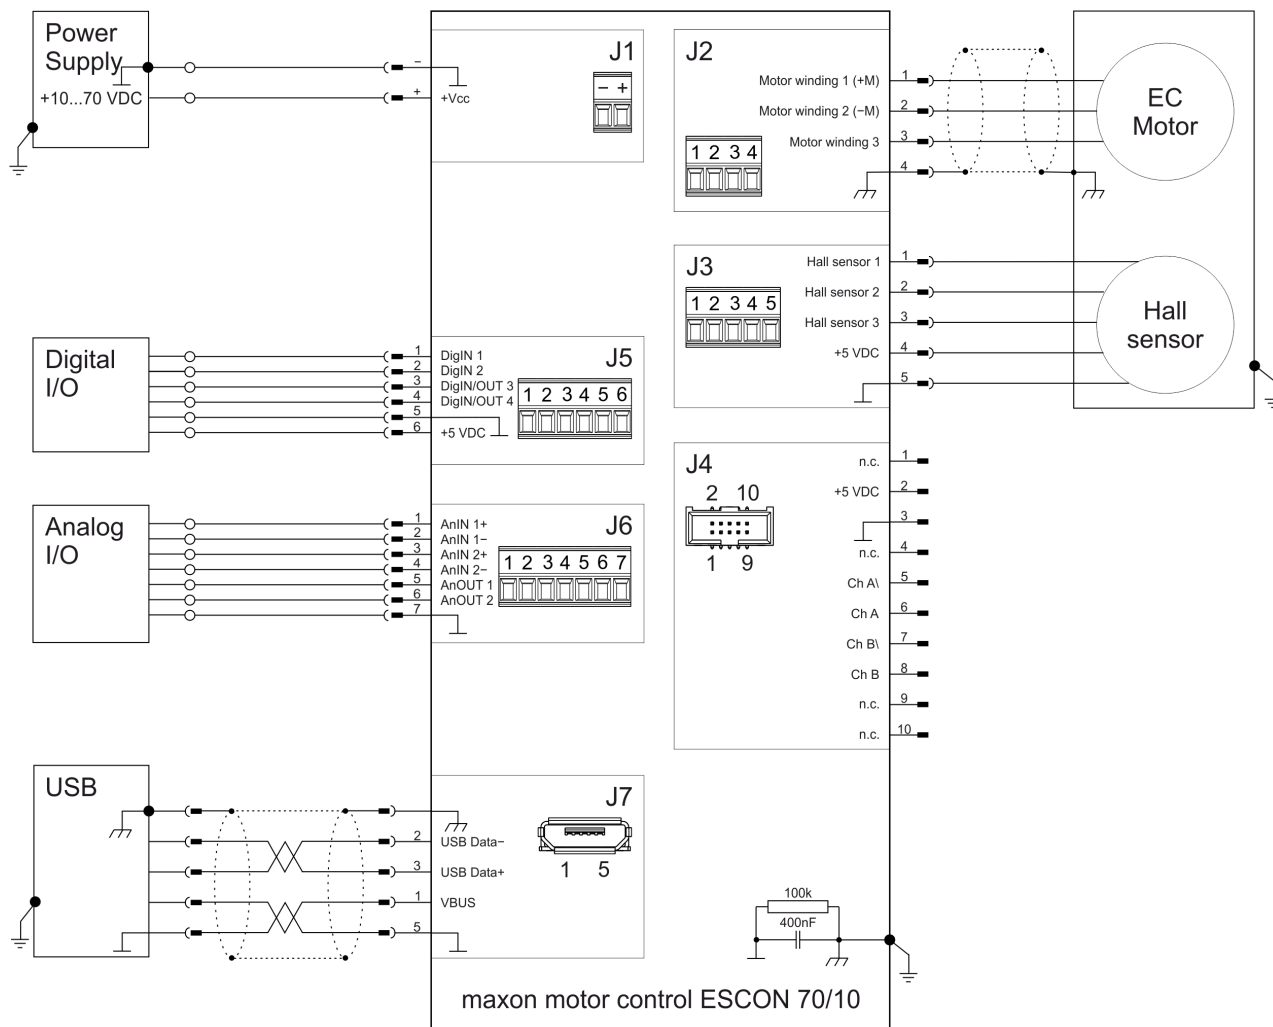 Power
Supply
+10...70 VDC
−
+
+Vcc
J1
− +
J2
Motor winding 1 (+M)
1
Motor winding 2 (−M)
2
Motor winding 3
3
4
1 2 3 4
EC
Motor
J3
Hall sensor 1
1
Hall sensor 2
2
Hall sensor 3
3
+5 VDC
4
5
1 2 3 4 5
Hall
sensor
Digital
I/O
1
DigIN 1
2
DigIN 2
3
DigIN/OUT 3
4
DigIN/OUT 4
5
6
+5 VDC
J5
1 2 3 4 5 6
J4
2 10
1 9
n.c.
1
+5 VDC
2
3
n.c.
4
Ch A\
5
Ch A
6
Ch B\
7
Ch B
8
n.c.
9
n.c.
10
Analog
I/O
1
AnIN 1+
2
AnIN 1−
3
AnIN 2+
4
AnIN 2−
5
AnOUT 1
6
AnOUT 2
7
J6
1 2 3 4 5 6 7
USB
2
USB Data−
3
USB Data+
1
VBUS
5
J7
1 5
100k
400nF
maxon motor control ESCON 70/10